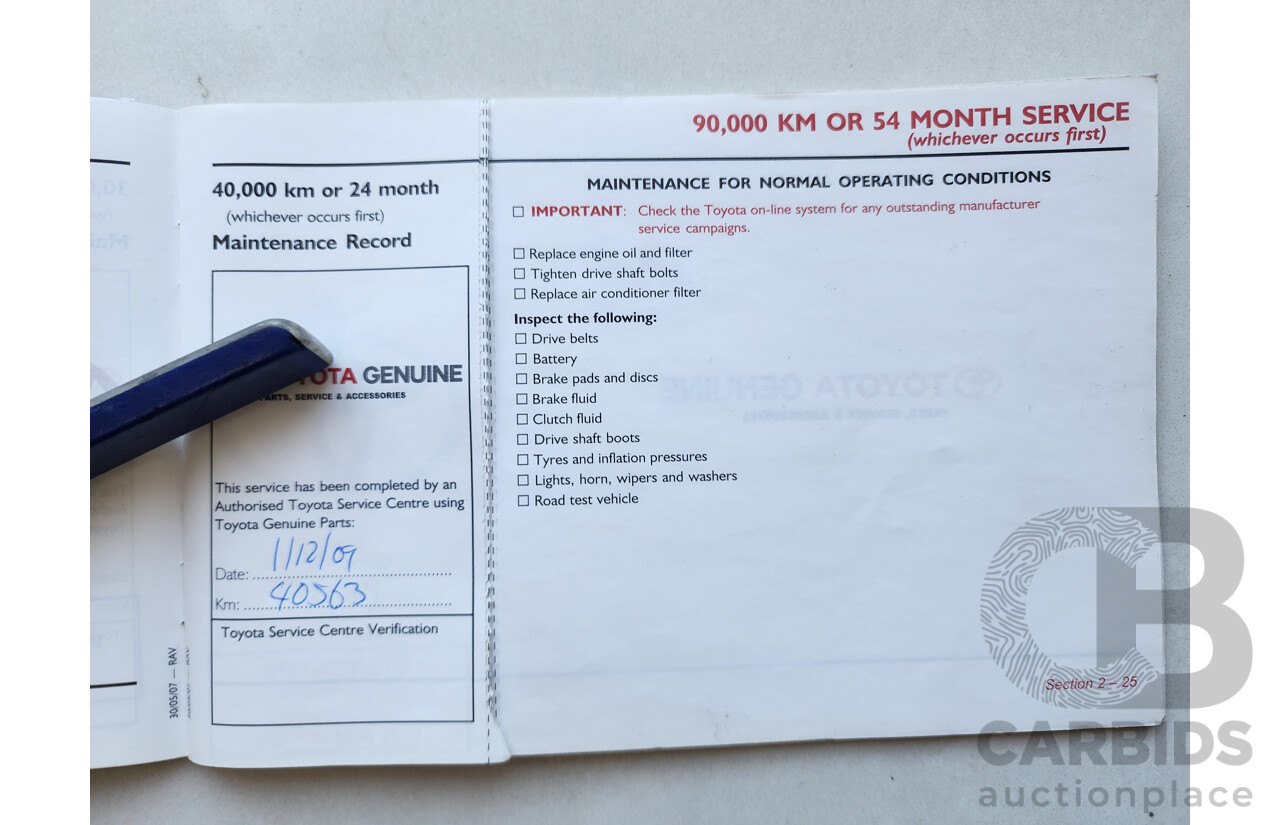 40,000 km or 24 month
(whichever occurs first)
Maintenance Record
TOYOTA GENUINE
PARTS, SERVICE & ACCESSORIES
This service has been completed by an
Authorised Toyota Service Centre using
Toyota Genuine Parts:
Date: 1/12/09
Km: 40563
Toyota Service Centre Verification
30/05/07 — RAV
90,000 KM OR 54 MONTH SERVICE
(whichever occurs first)
MAINTENANCE FOR NORMAL OPERATING CONDITIONS
☐ IMPORTANT: Check the Toyota on-line system for any outstanding manufacturer
service campaigns.
☐ Replace engine oil and filter
☐ Tighten drive shaft bolts
☐ Replace air conditioner filter
Inspect the following:
☐ Drive belts
☐ Battery
☐ Brake pads and discs
☐ Brake fluid
☐ Clutch fluid
☐ Drive shaft boots
☐ Tyres and inflation pressures
☐ Lights, horn, wipers and washers
☐ Road test vehicle
Section 2 – 25
CB
CARBIDS
auctionplace